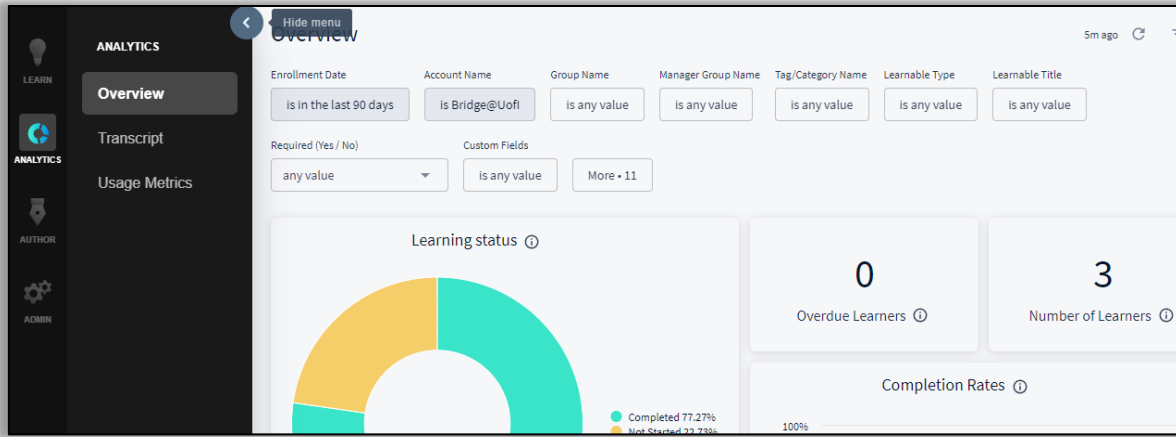 Hide menu
Overview
5m ago
LEARN
ANALYTICS
Overview
Transcript
Usage Metrics
ANALYTICS
AUTHOR
ADMIN
Enrollment Date
Account Name
Group Name
Manager Group Name
Tag/Category Name
Learnable Type
Learnable Title
is in the last 90 days
is Bridge@UofI
is any value
is any value
is any value
is any value
is any value
Required (Yes / No)
Custom Fields
any value
is any value
More • 11
Learning status
0
Overdue Learners
3
Number of Learners
Completion Rates
100%
Completed 77.27%
Not Started 22.73%